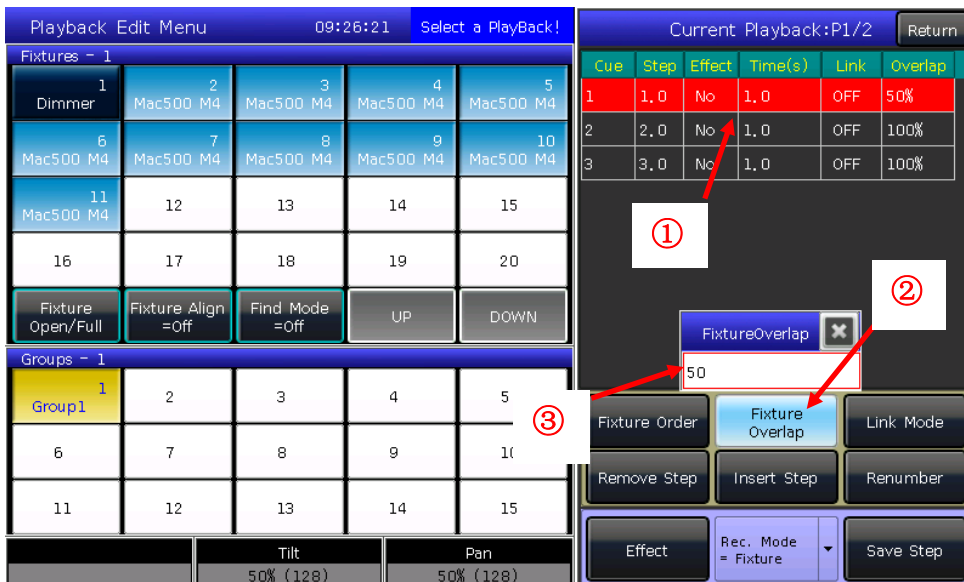 Playback Edit Menu 09:26:21 Select a PlayBack!
Fixtures - 1
1 2 3 4 5
Dimmer Mac500 M4 Mac500 M4 Mac500 M4 Mac500 M4
6 7 8 9 10
Mac500 M4 Mac500 M4 Mac500 M4 Mac500 M4 Mac500 M4
11
Mac500 M4 12 13 14 15
16 17 18 19 20
Fixture Fixture Align Find Mode
Open/Full =Off =Off UP DOWN
Groups - 1
1
Group1 2 3 4 5
6 7 8 9
11 12 13 14 15
Tilt Pan
50% (128) 50% (128)
Current Playback:P1/2 Return
Cue Step Effect Time(s) Link Overlap
1 1.0 No 1.0 OFF 50%
2 2.0 No 1.0 OFF 100%
3 3.0 No 1.0 OFF 100%
①
②
FixtureOverlap
50
③
Fixture Order Fixture Link Mode
Overlap
Remove Step Insert Step Renumber
Effect Rec. Mode Save Step
= Fixture